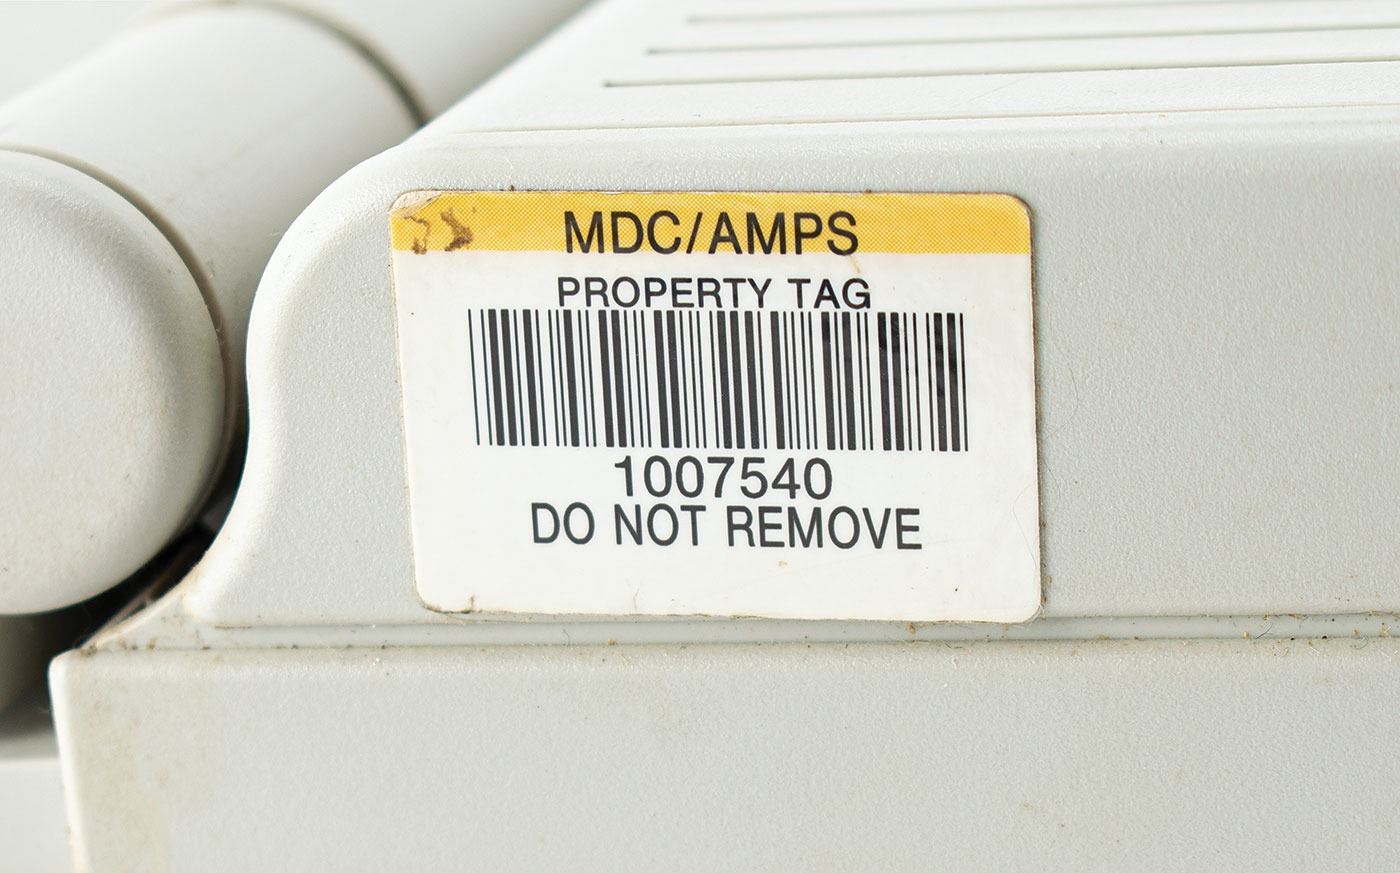 MDC/AMPS
PROPERTY TAG
1007540
DO NOT REMOVE